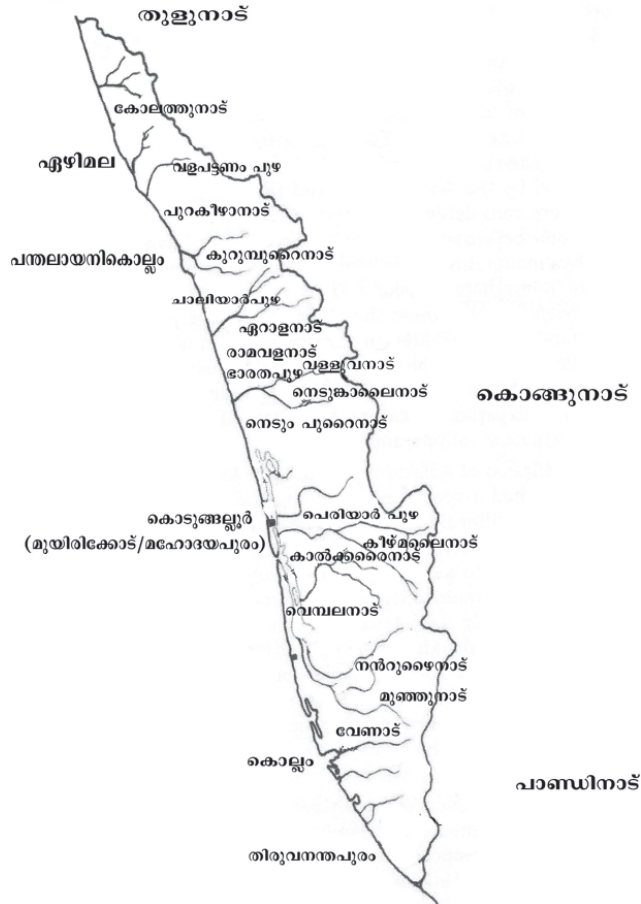 തുളുനാട്
കോലത്തുനാട്
ഏഴിമല
വളപട്ടണം പുഴ
പുറകീഴാനാട്
കുറുമ്പുറൈനാട്
പന്തലായനികൊല്ലം
ചാലിയാർപുഴ
ഏറാളനാട്
രാമവളനാട്
വള്ളുവനാട്
ഭാരതപുഴ
നെടുങ്കാലൈനാട്
കൊങ്ങുനാട്
നെടും പുറൈനാട്
കൊടുങ്ങല്ലൂർ
പെരിയാർ പുഴ
(മുയിരിക്കോട്/മഹോദയപുരം)
കീഴ്മലൈനാട്
കാൽക്കരൈനാട്
വെമ്പലനാട്
നൻറുഴൈനാട്
മുഞ്ഞുനാട്
വേണാട്
കൊല്ലം
പാണ്ഡിനാട്
തിരുവനന്തപുരം